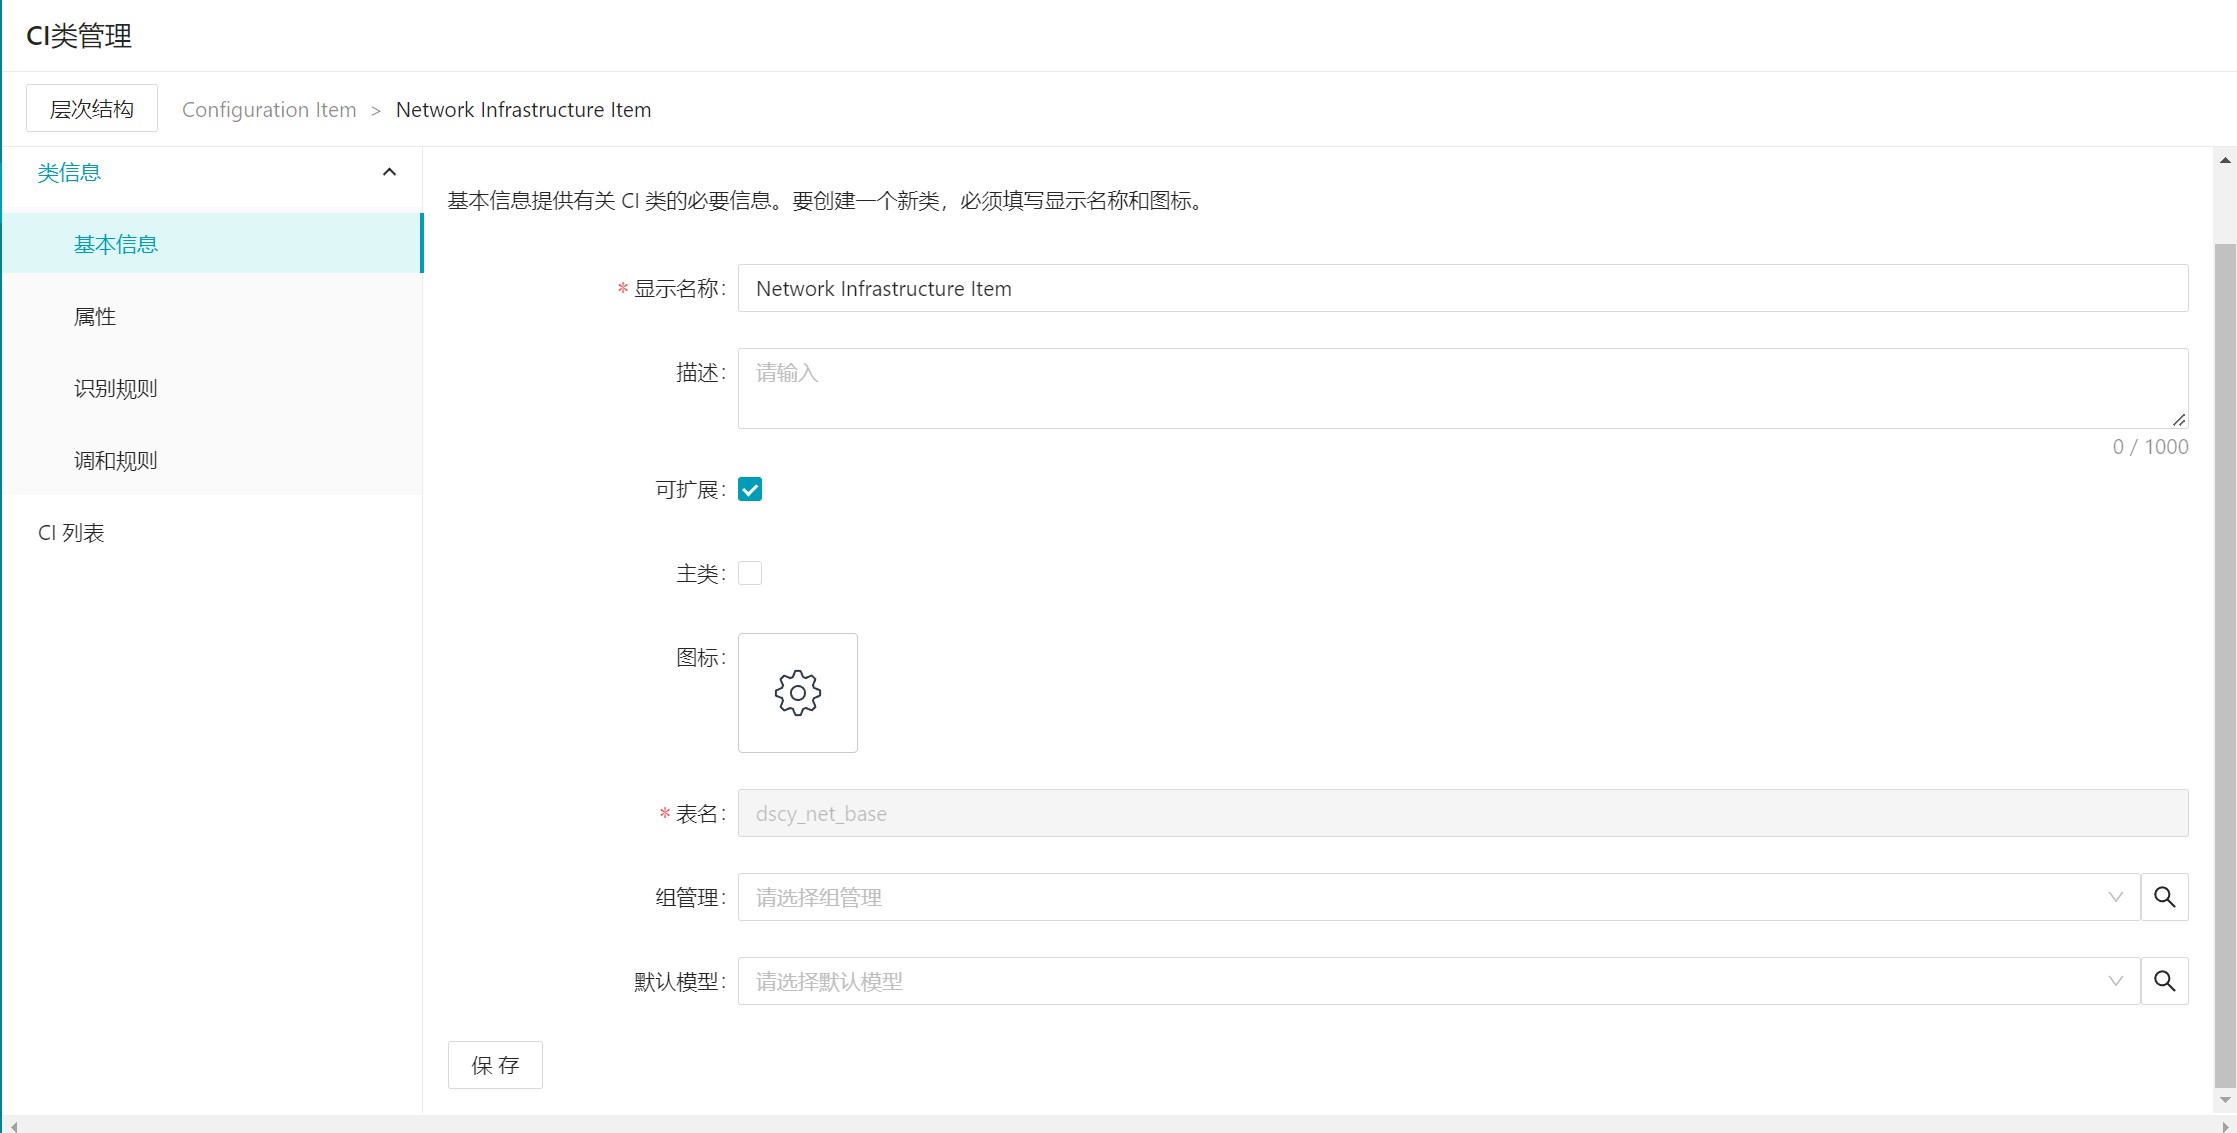 CI类管理
层次结构 Configuration Item > Network Infrastructure Item
类信息
基本信息
属性
识别规则
调和规则
CI 列表
基本信息提供有关 CI 类的必要信息。要创建一个新类，必须填写显示名称和图标。
* 显示名称: Network Infrastructure Item
描述: 请输入
0 / 1000
可扩展:
主类:
图标:
* 表名: dscy_net_base
组管理: 请选择组管理
默认模型: 请选择默认模型
保 存